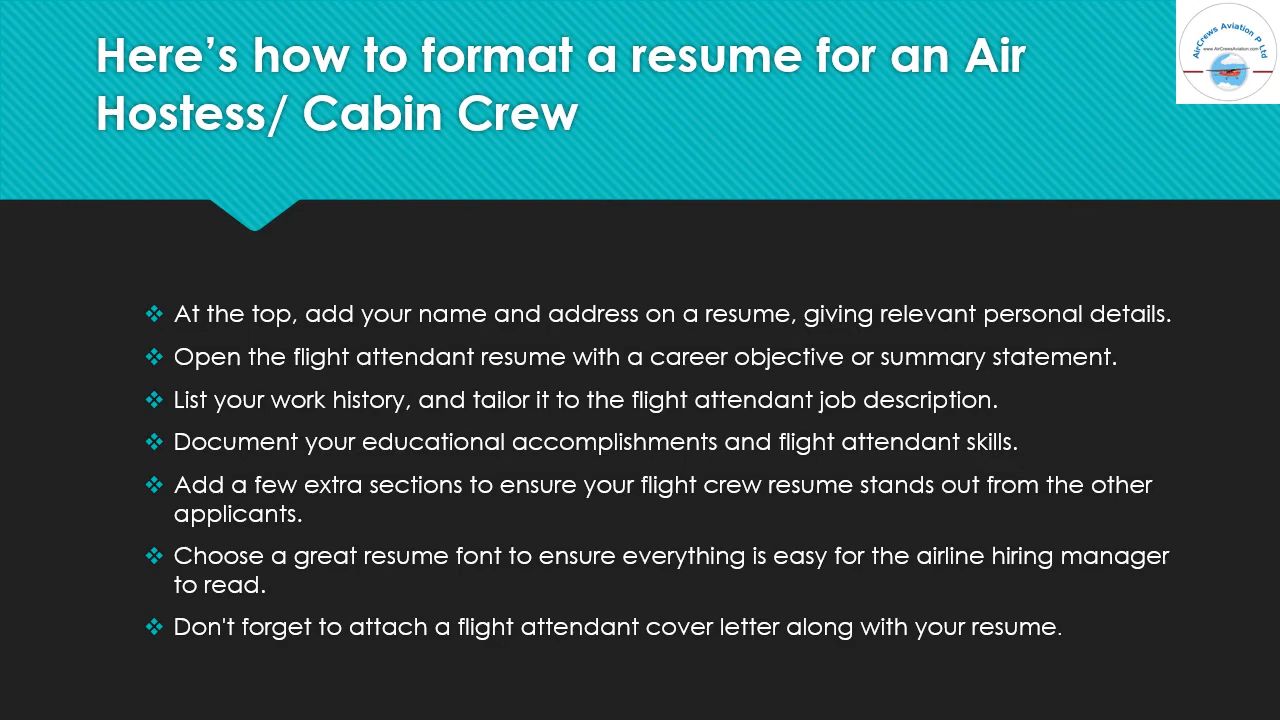 Here’s how to format a resume for an Air
Hostess/ Cabin Crew
AirCrews Aviation P Ltd
www.AirCrewsAviation.com
❖ At the top, add your name and address on a resume, giving relevant personal details.
❖ Open the flight attendant resume with a career objective or summary statement.
❖ List your work history, and tailor it to the flight attendant job description.
❖ Document your educational accomplishments and flight attendant skills.
❖ Add a few extra sections to ensure your flight crew resume stands out from the other
applicants.
❖ Choose a great resume font to ensure everything is easy for the airline hiring manager
to read.
❖ Don't forget to attach a flight attendant cover letter along with your resume.